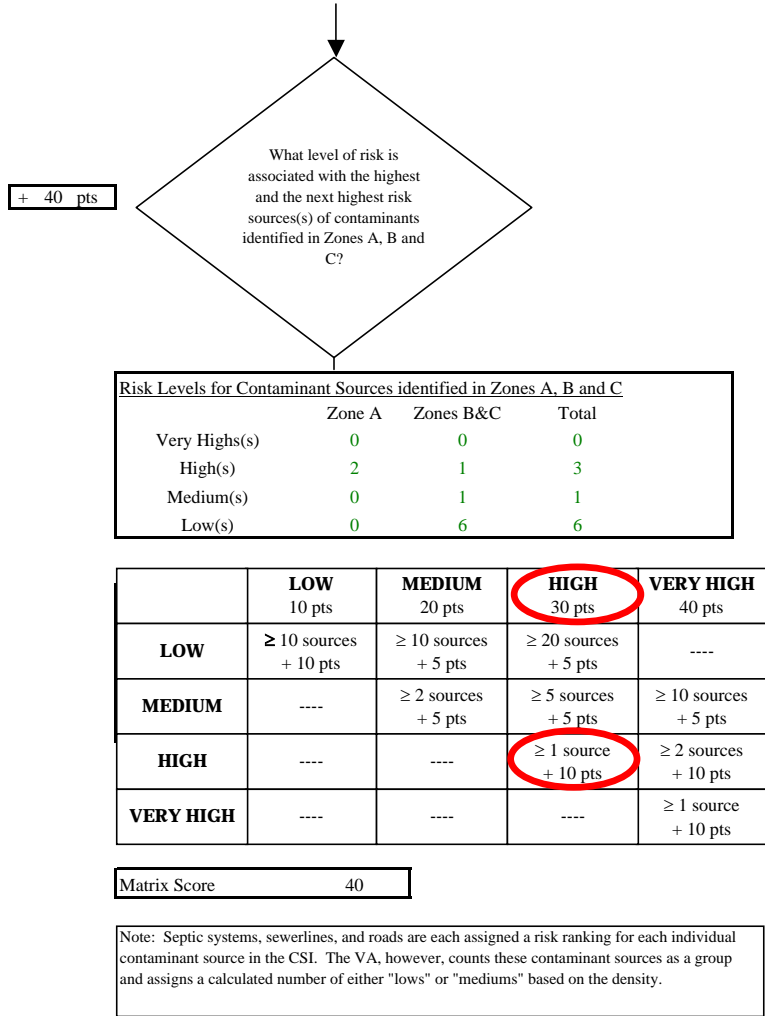 What level of risk is
associated with the highest
and the next highest risk
sources(s) of contaminants
identified in Zones A, B and
C?
+ 40 pts
Risk Levels for Contaminant Sources identified in Zones A, B and C
Zone A Zones B&C Total
Very Highs(s) 0 0 0
High(s) 2 1 3
Medium(s) 0 1 1
Low(s) 0 6 6
LOW MEDIUM HIGH VERY HIGH
10 pts 20 pts 30 pts 40 pts
LOW ≥ 10 sources ≥ 10 sources ≥ 20 sources ----
+ 10 pts + 5 pts + 5 pts
MEDIUM ---- ≥ 2 sources ≥ 5 sources ≥ 10 sources
+ 5 pts + 5 pts + 5 pts
HIGH ---- ---- ≥ 1 source ≥ 2 sources
+ 10 pts + 10 pts
VERY HIGH ---- ---- ---- ≥ 1 source
+ 10 pts
Matrix Score 40
Note: Septic systems, sewerlines, and roads are each assigned a risk ranking for each individual
contaminant source in the CSI. The VA, however, counts these contaminant sources as a group
and assigns a calculated number of either "lows" or "mediums" based on the density.